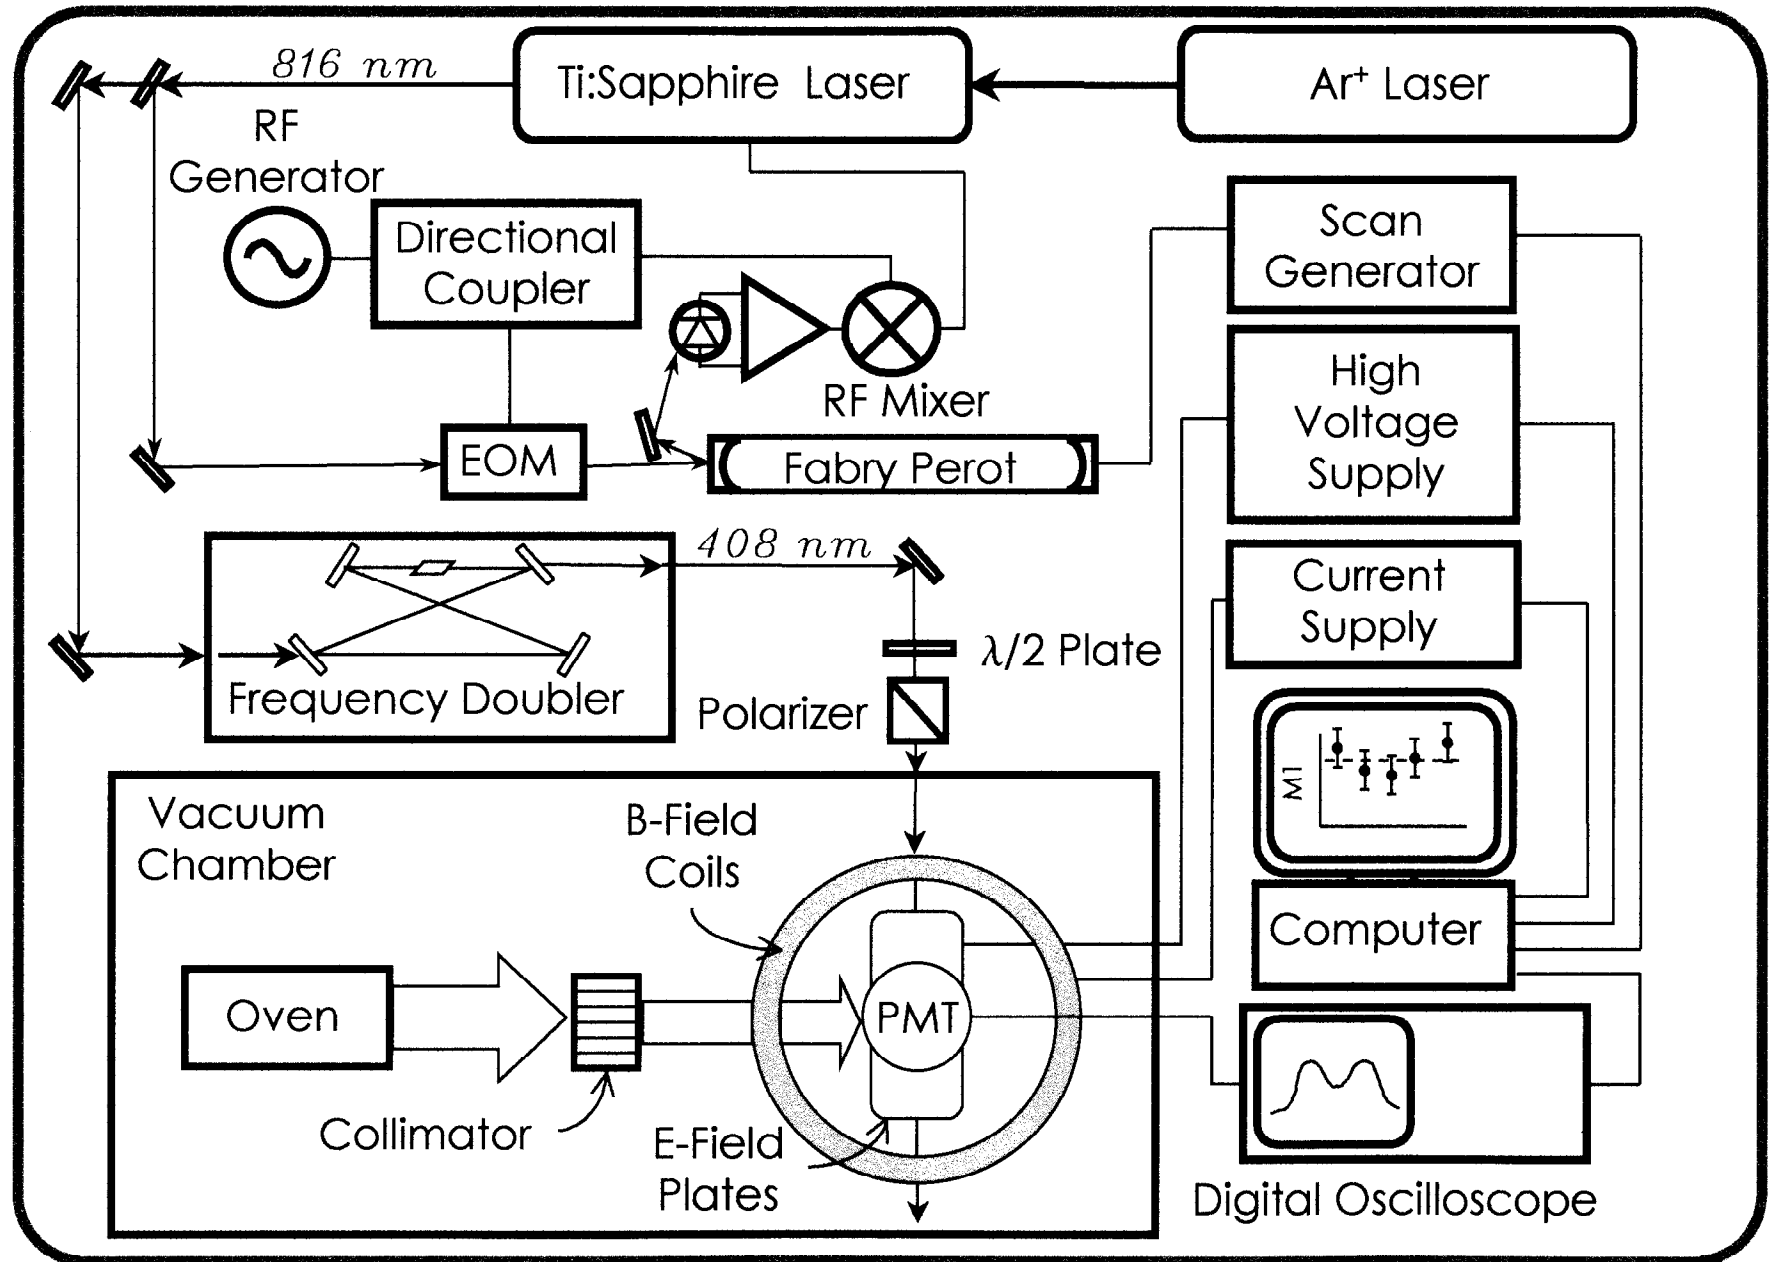 816 nm
Ti:Sapphire Laser
Ar+ Laser
RF
Generator
Directional
Coupler
RF Mixer
Scan
Generator
High
Voltage
Supply
EOM
Fabry Perot
408 nm
Current
Supply
λ/2 Plate
Frequency Doubler
Polarizer
M1
Vacuum
Chamber
B-Field
Coils
Computer
Oven
PMT
Collimator
E-Field
Plates
Digital Oscilloscope